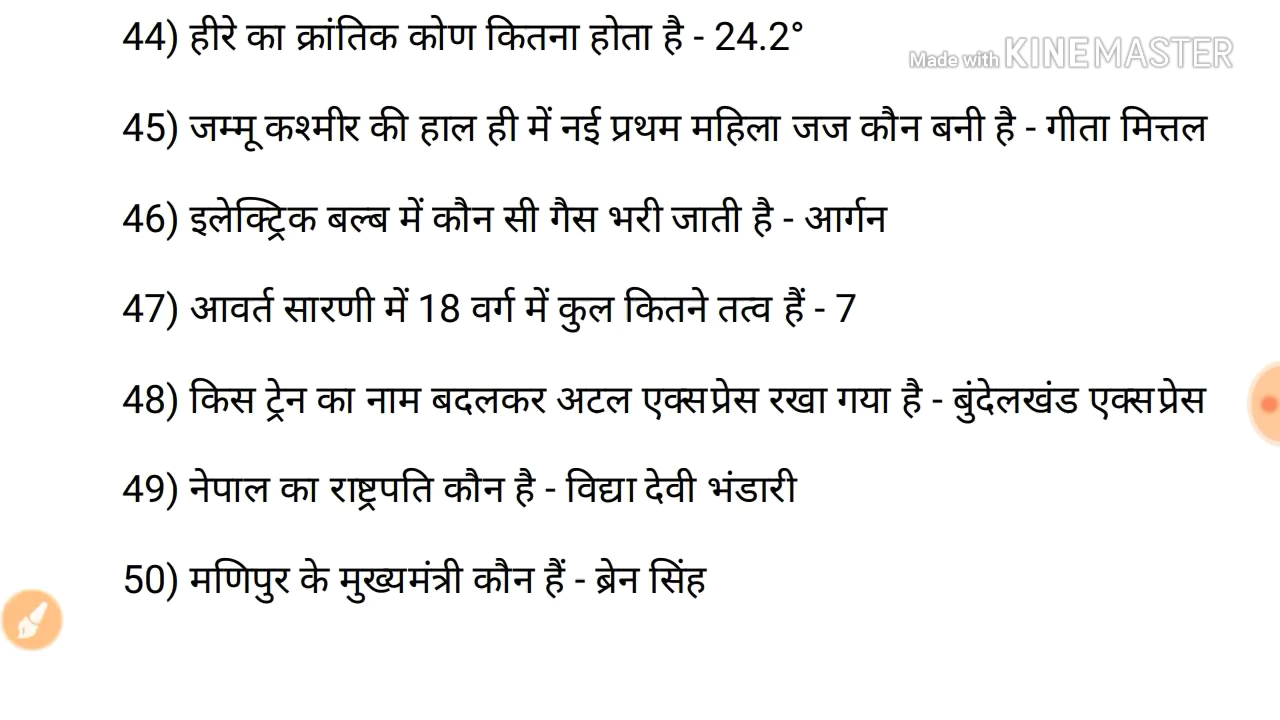 44) हीरे का क्रांतिक कोण कितना होता है - 24.2°
Made with KINEMASTER
45) जम्मू कश्मीर की हाल ही में नई प्रथम महिला जज कौन बनी है - गीता मित्तल
46) इलेक्ट्रिक बल्ब में कौन सी गैस भरी जाती है - आर्गन
47) आवर्त सारणी में 18 वर्ग में कुल कितने तत्व हैं - 7
48) किस ट्रेन का नाम बदलकर अटल एक्सप्रेस रखा गया है - बुंदेलखंड एक्सप्रेस
49) नेपाल का राष्ट्रपति कौन है - विद्या देवी भंडारी
50) मणिपुर के मुख्यमंत्री कौन हैं - ब्रेन सिंह